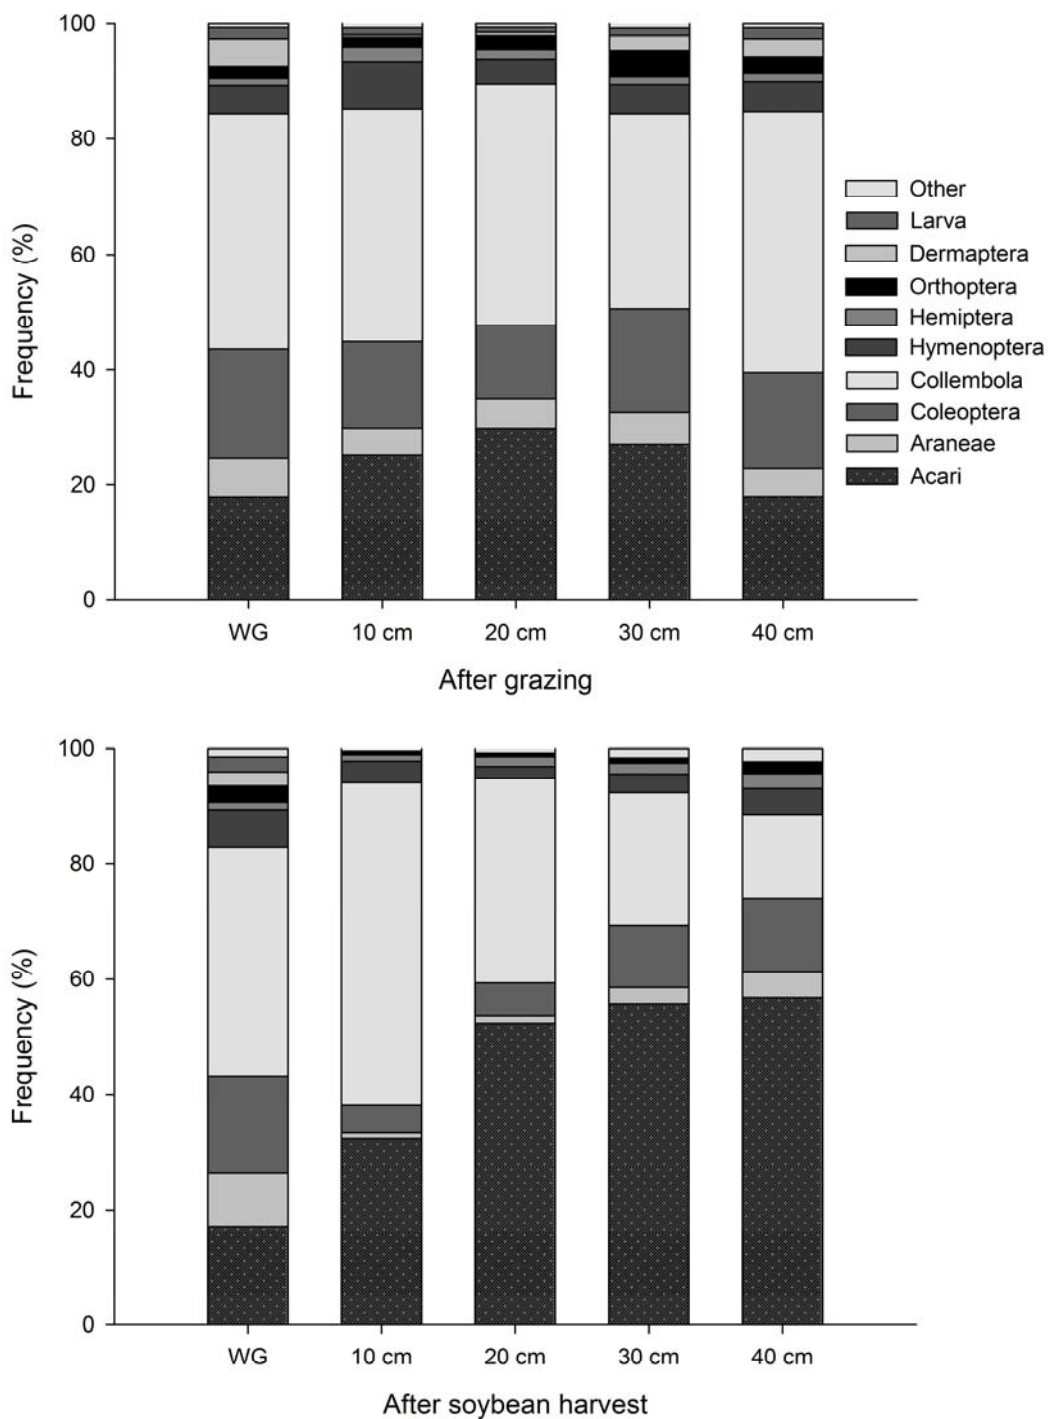 100
80
60
40
20
0
Frequency (%)
WG 10 cm 20 cm 30 cm 40 cm
After grazing
Other
Larva
Dermaptera
Orthoptera
Hemiptera
Hymenoptera
Collembola
Coleoptera
Araneae
Acari
100
80
60
40
20
0
Frequency (%)
WG 10 cm 20 cm 30 cm 40 cm
After soybean harvest